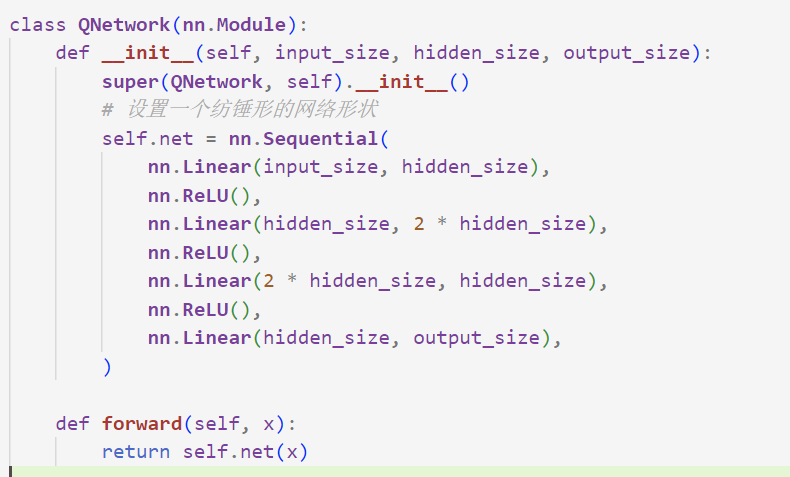 class QNetwork(nn.Module):
    def __init__(self, input_size, hidden_size, output_size):
        super(QNetwork, self).__init__()
        # 设置一个纺锤形的网络形状
        self.net = nn.Sequential(
            nn.Linear(input_size, hidden_size),
            nn.ReLU(),
            nn.Linear(hidden_size, 2 * hidden_size),
            nn.ReLU(),
            nn.Linear(2 * hidden_size, hidden_size),
            nn.ReLU(),
            nn.Linear(hidden_size, output_size),
        )
    def forward(self, x):
        return self.net(x)